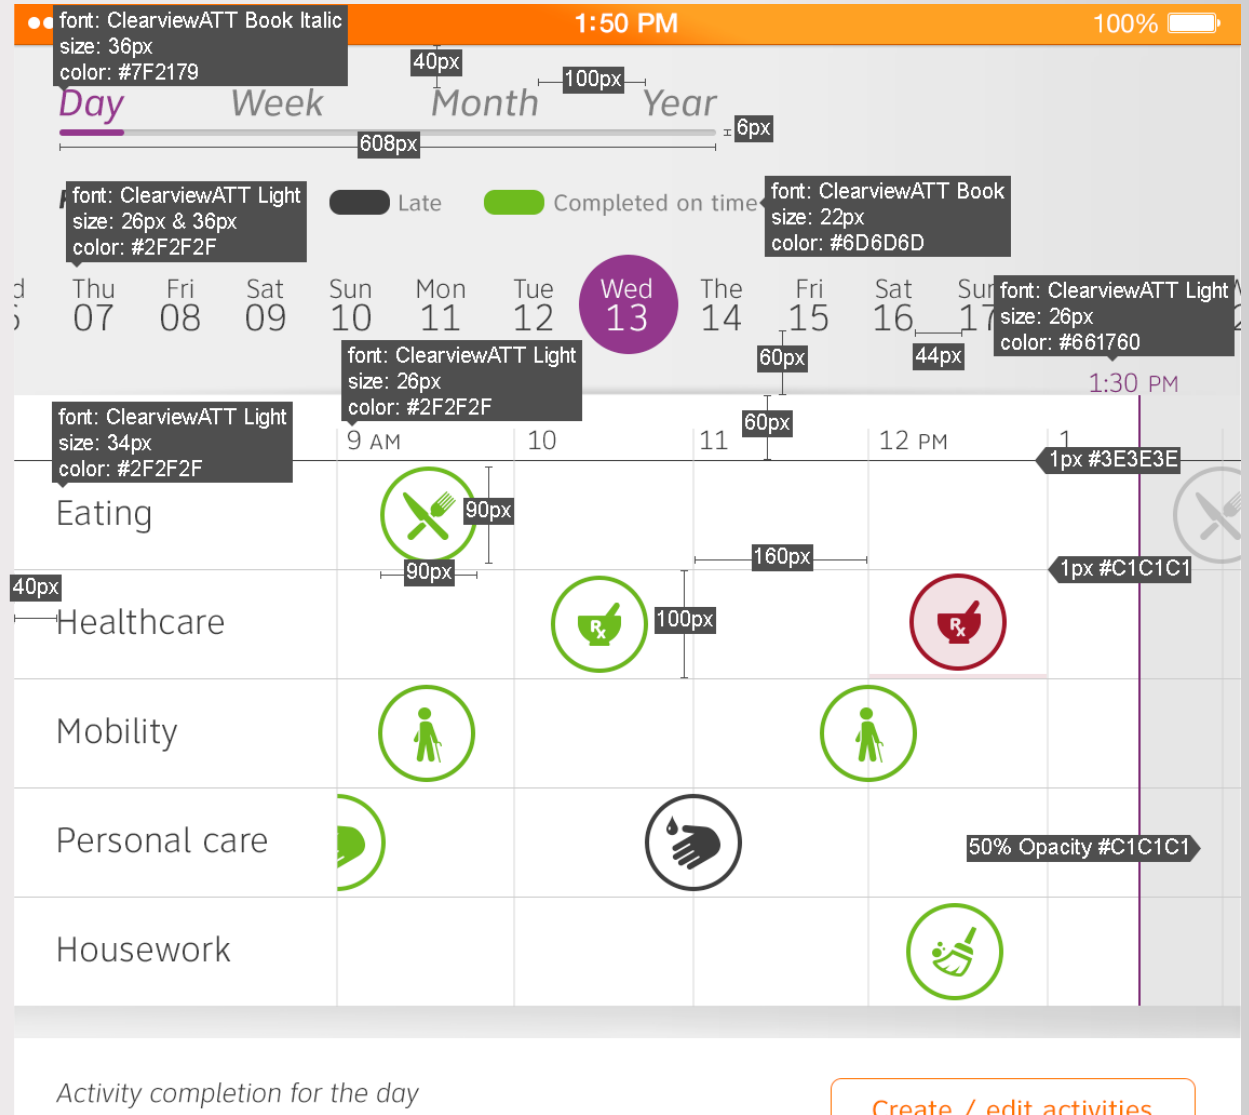 font: ClearviewATT Book Italic
size: 36px
color: #7F2179
1:50 PM
100%
40px
100px
Day Week Month Year
6px
608px
font: ClearviewATT Light
size: 26px & 36px
color: #2F2F2F
Late
Completed on time
font: ClearviewATT Book
size: 22px
color: #6D6D6D
Thu Fri Sat Sun Mon Tue Wed The Fri Sat Sun
07 08 09 10 11 12 13 14 15 16 17
font: ClearviewATT Light
size: 26px
color: #661760
60px
44px
1:30 PM
font: ClearviewATT Light
size: 26px
color: #2F2F2F
font: ClearviewATT Light
size: 34px
color: #2F2F2F
60px
9 AM 10 11 12 PM 1
1px #3E3E3E
Eating
90px
90px
160px
1px #C1C1C1
40px
Healthcare
Rx
100px
Rx
Mobility
Personal care
50% Opacity #C1C1C1
Housework
Activity completion for the day
Create / edit activities